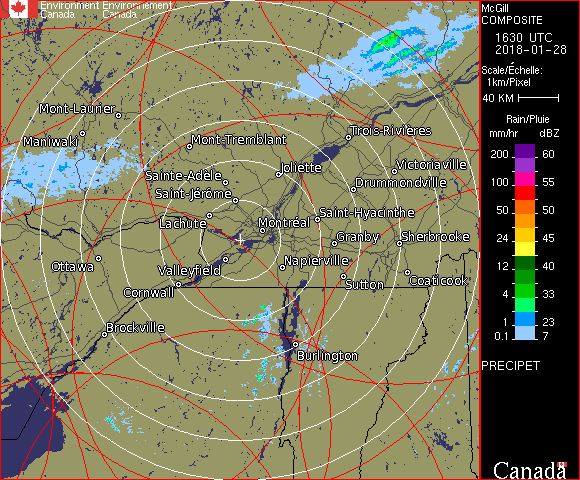 Environment Environnement
Canada Canada
McGill
COMPOSITE
1630 UTC
2018-01-28
Scale/Échelle:
1km/Pixel
40 KM
Rain/Pluie
mm/hr dBZ
200 60
150 57
100 55
50 50
24 45
12 40
4 33
1 23
0.1 7
PRECIPET
Canada
Mont-Laurier
Maniwaki
Mont-Tremblant
Trois-Rivières
Sainte-Adèle
Joliette
Victoriaville
Saint-Jérôme
Drummondville
Lachute
Montréal
Saint-Hyacinthe
Granby
Sherbrooke
Ottawa
Valleyfield
Napierville
Cornwall
Sutton
Coaticook
Brockville
Burlington